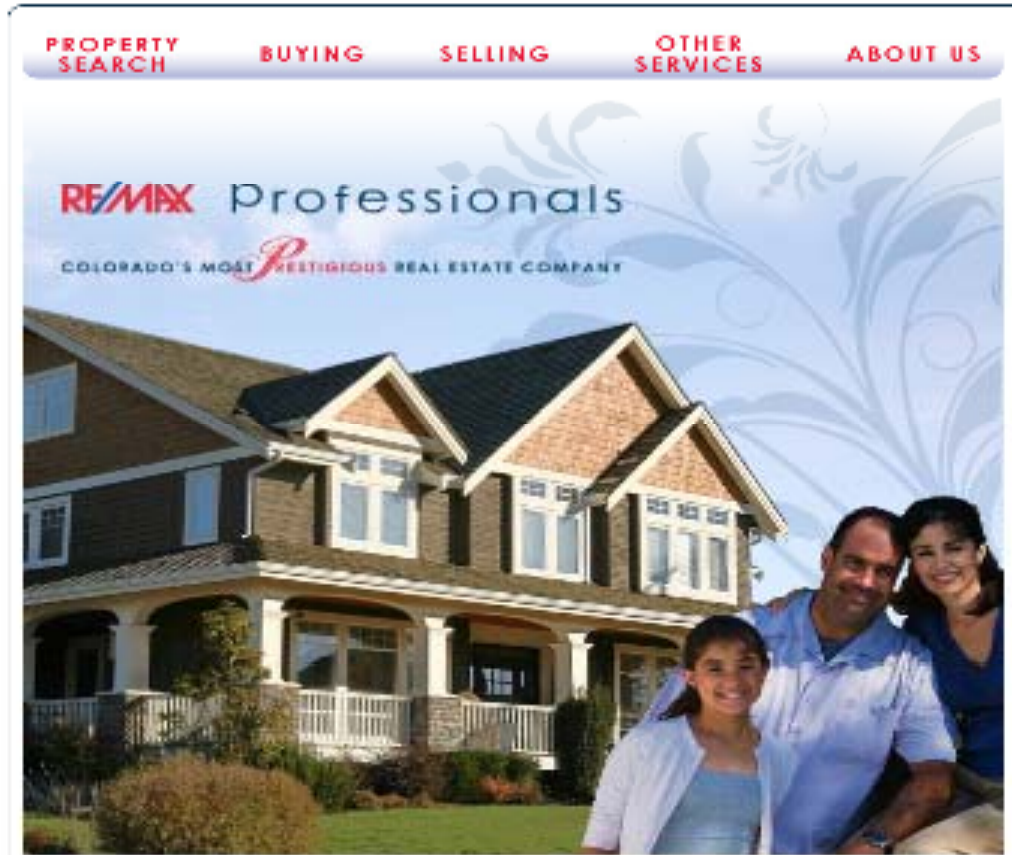 PROPERTY SEARCH
BUYING
SELLING
OTHER SERVICES
ABOUT US
RE/MAX Professionals
COLORADO'S MOST PRESTIGIOUS REAL ESTATE COMPANY